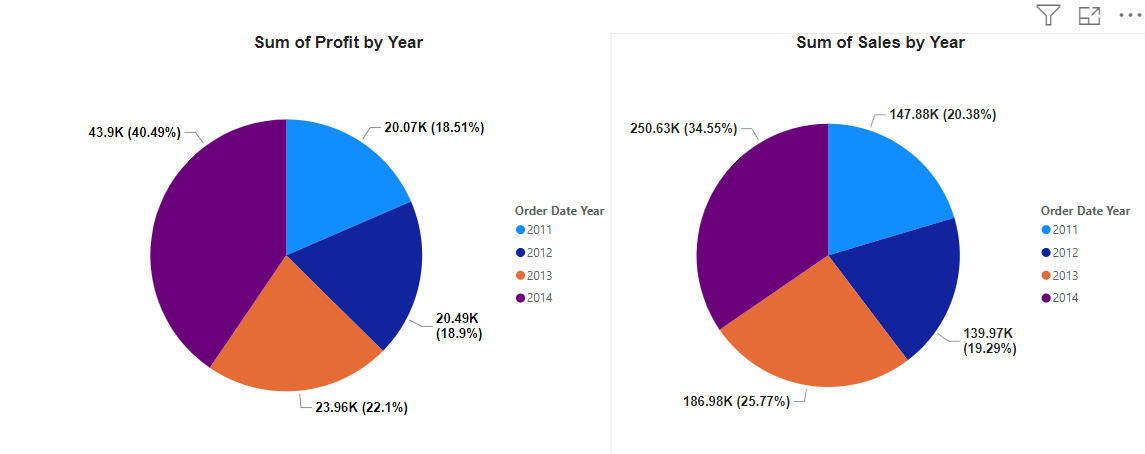 Sum of Profit by Year
43.9K (40.49%)
20.07K (18.51%)
20.49K
(18.9%)
23.96K (22.1%)
Order Date Year
2011
2012
2013
2014
Sum of Sales by Year
250.63K (34.55%)
147.88K (20.38%)
139.97K
(19.29%)
186.98K (25.77%)
Order Date Year
2011
2012
2013
2014